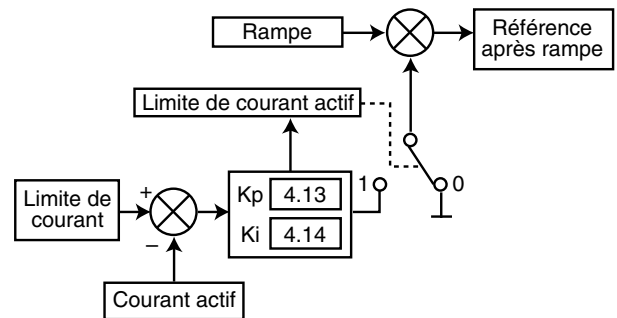 Rampe
Référence
après rampe
Limite de courant actif
1
0
Limite de
courant
+
–
Kp 4.13
Ki 4.14
Courant actif